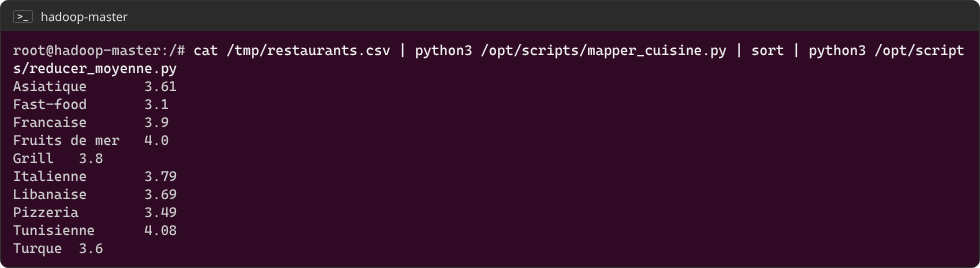 >_ hadoop-master
root@hadoop-master:/# cat /tmp/restaurants.csv | python3 /opt/scripts/mapper_cuisine.py | sort | python3 /opt/script
s/reducer_moyenne.py
Asiatique	3.61
Fast-food	3.1
Francaise	3.9
Fruits de mer	4.0
Grill	3.8
Italienne	3.79
Libanaise	3.69
Pizzeria	3.49
Tunisienne	4.08
Turque	3.6